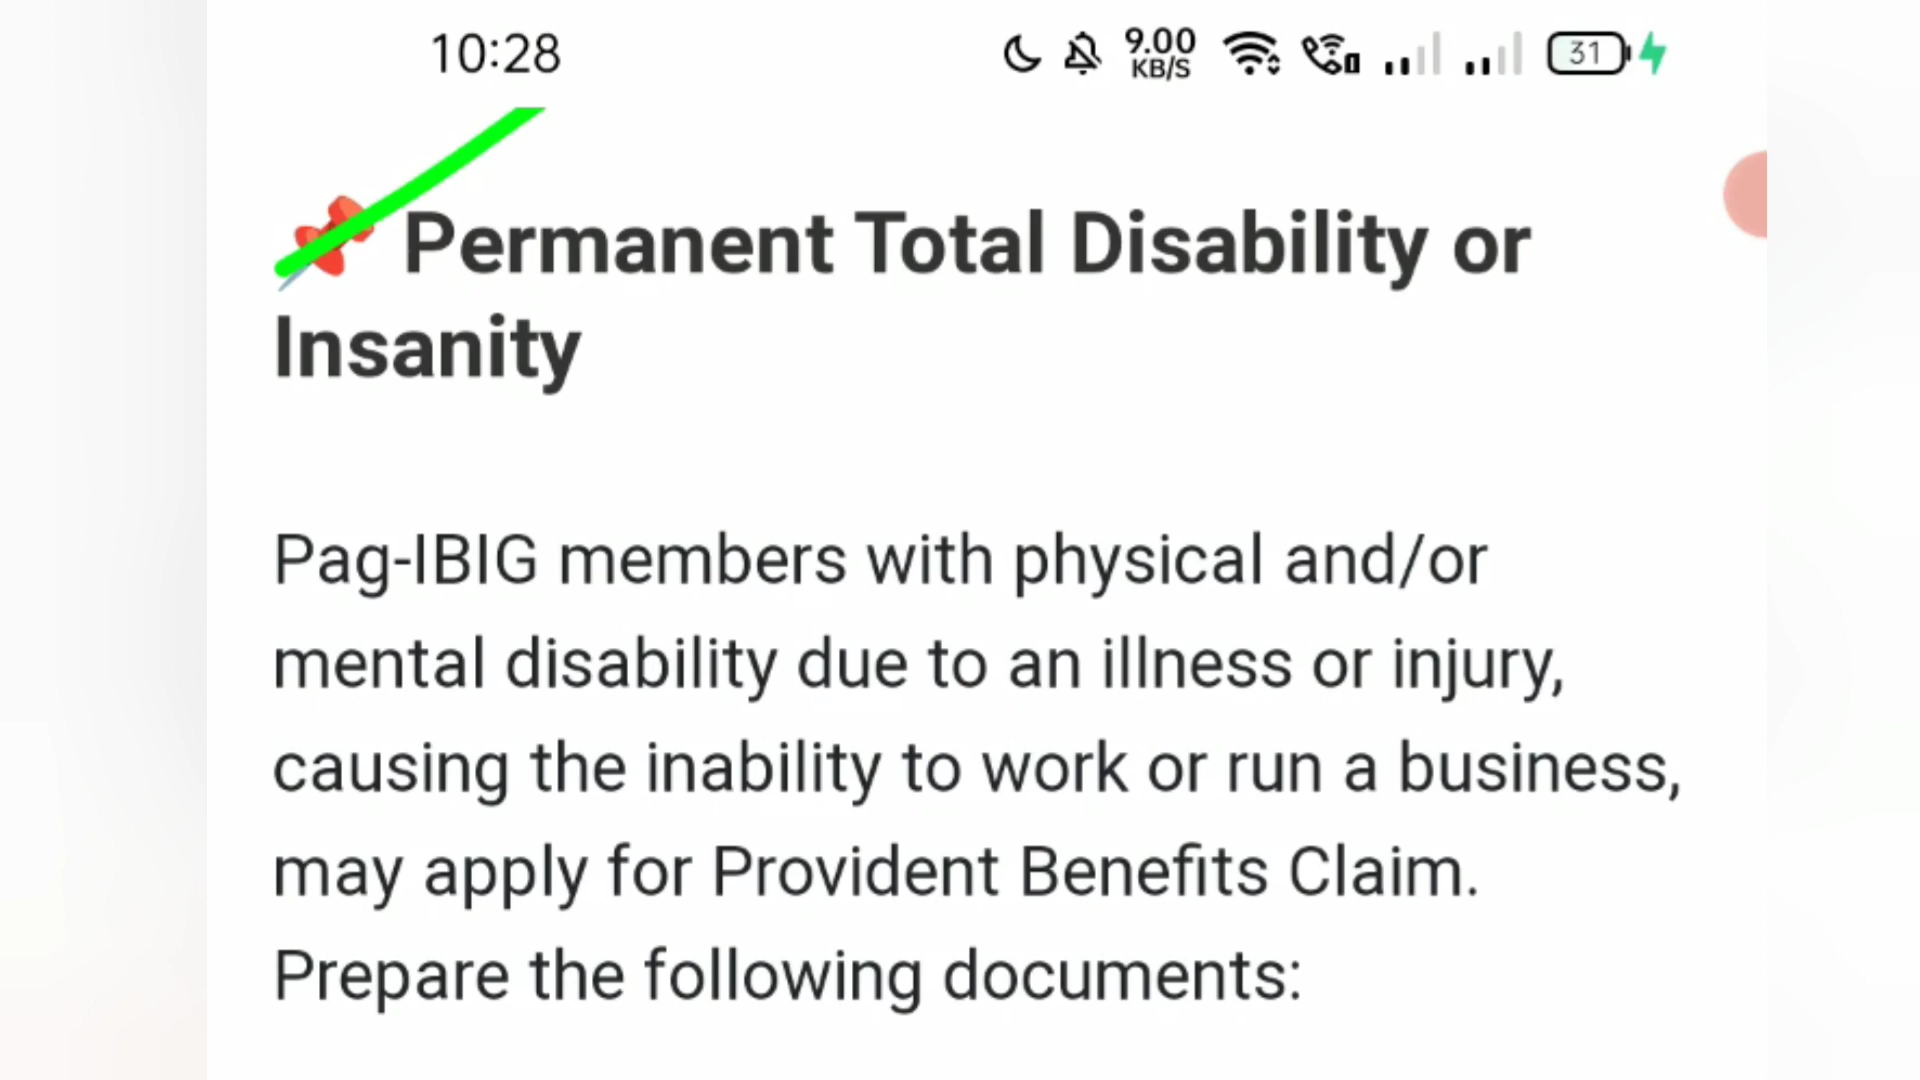 10:28
9.00
KB/S
31
Permanent Total Disability or
Insanity
Pag-IBIG members with physical and/or
mental disability due to an illness or injury,
causing the inability to work or run a business,
may apply for Provident Benefits Claim.
Prepare the following documents: